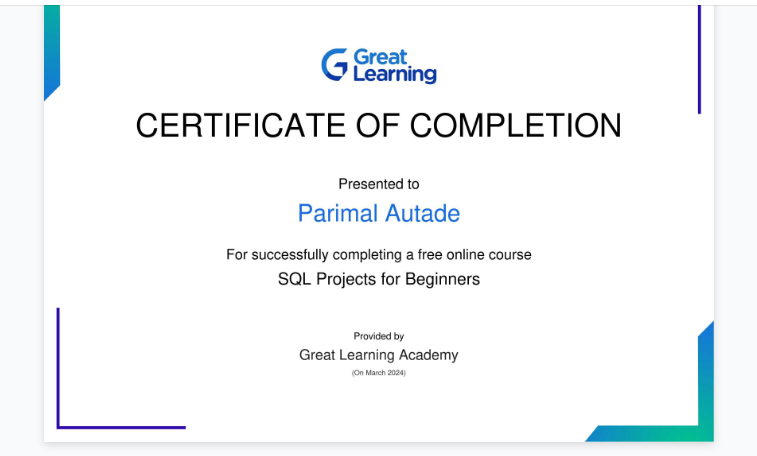 Great
Learning
CERTIFICATE OF COMPLETION
Presented to
Parimal Autade
For successfully completing a free online course
SQL Projects for Beginners
Provided by
Great Learning Academy
(On March 2024)